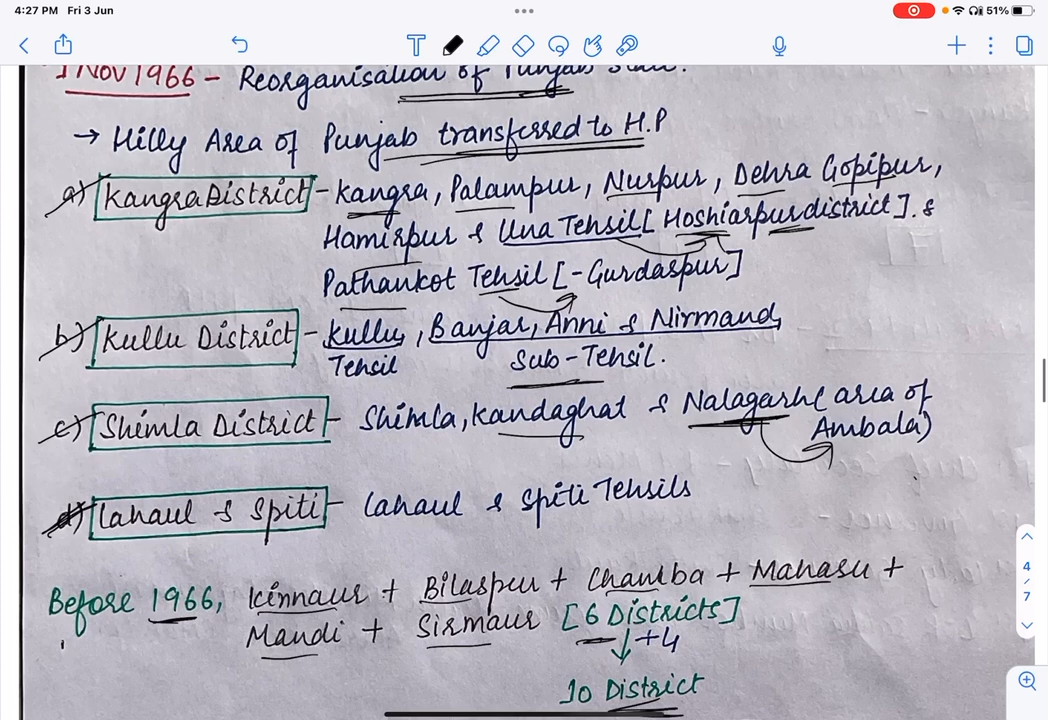 4:27 PM Fri 3 Jun
51%
1 Nov 1966 - Reorganisation of Punjab State.
→ Hilly Area of Punjab transferred to H.P
a) Kangra District - Kangra, Palampur, Nurpur, Dehra Gopipur,
Hamirpur & Una Tehsil [Hoshiarpur district]. &
Pathankot Tehsil [-Gurdaspur]
b) Kullu District - Kullu, Banjar, Anni & Nirmand
Tehsil Sub-Tehsil.
c) Shimla District - Shimla, Kandaghat & Nalagarh (area of
Ambala)
d) Lahaul & Spiti - Lahaul & Spiti Tehsils
Before 1966, Kinnaur + Bilaspur + Chamba + Mahasu +
Mandi + Sirmaur [6 Districts]
↓ +4
10 District
4
/
7